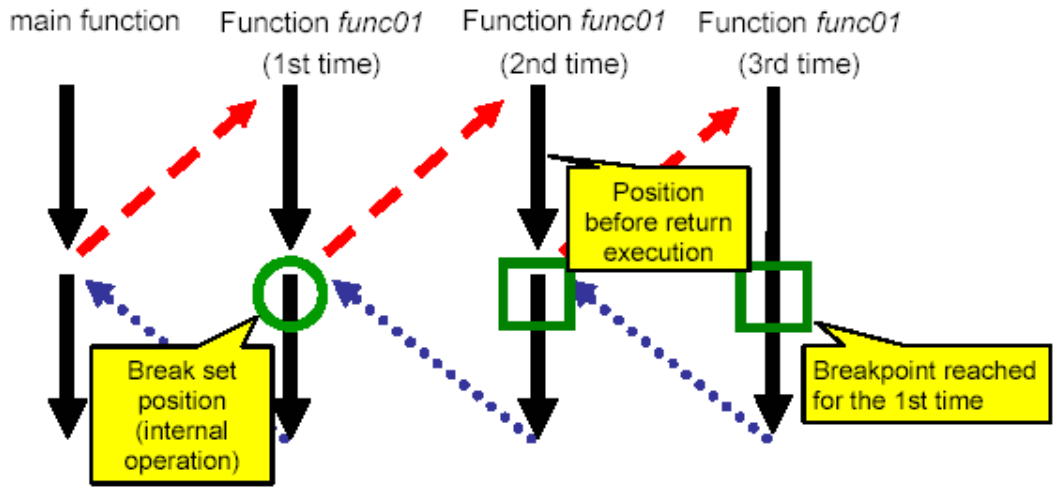 main function
Function func01
(1st time)
Function func01
(2nd time)
Function func01
(3rd time)
Position
before return
execution
Break set
position
(internal
operation)
Breakpoint reached
for the 1st time